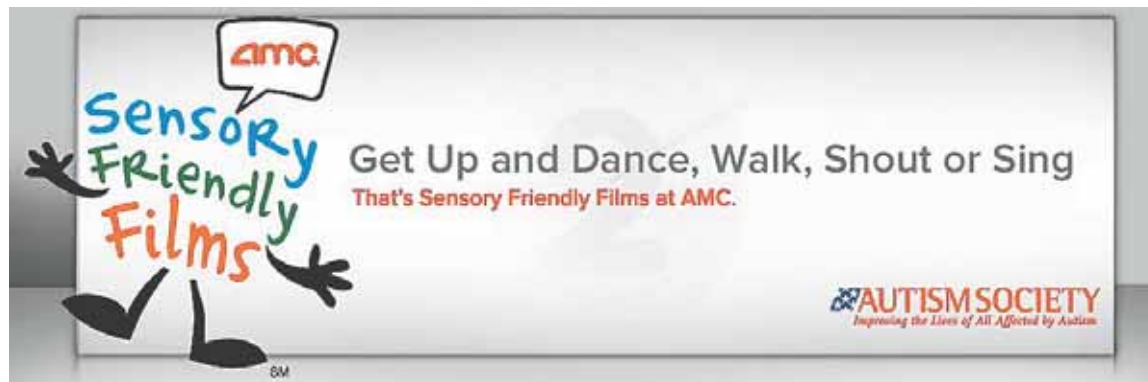 amc
Sensory
Friendly
Films
SM
Get Up and Dance, Walk, Shout or Sing
That's Sensory Friendly Films at AMC.
2
AUTISM SOCIETY
Improving the Lives of All Affected by Autism